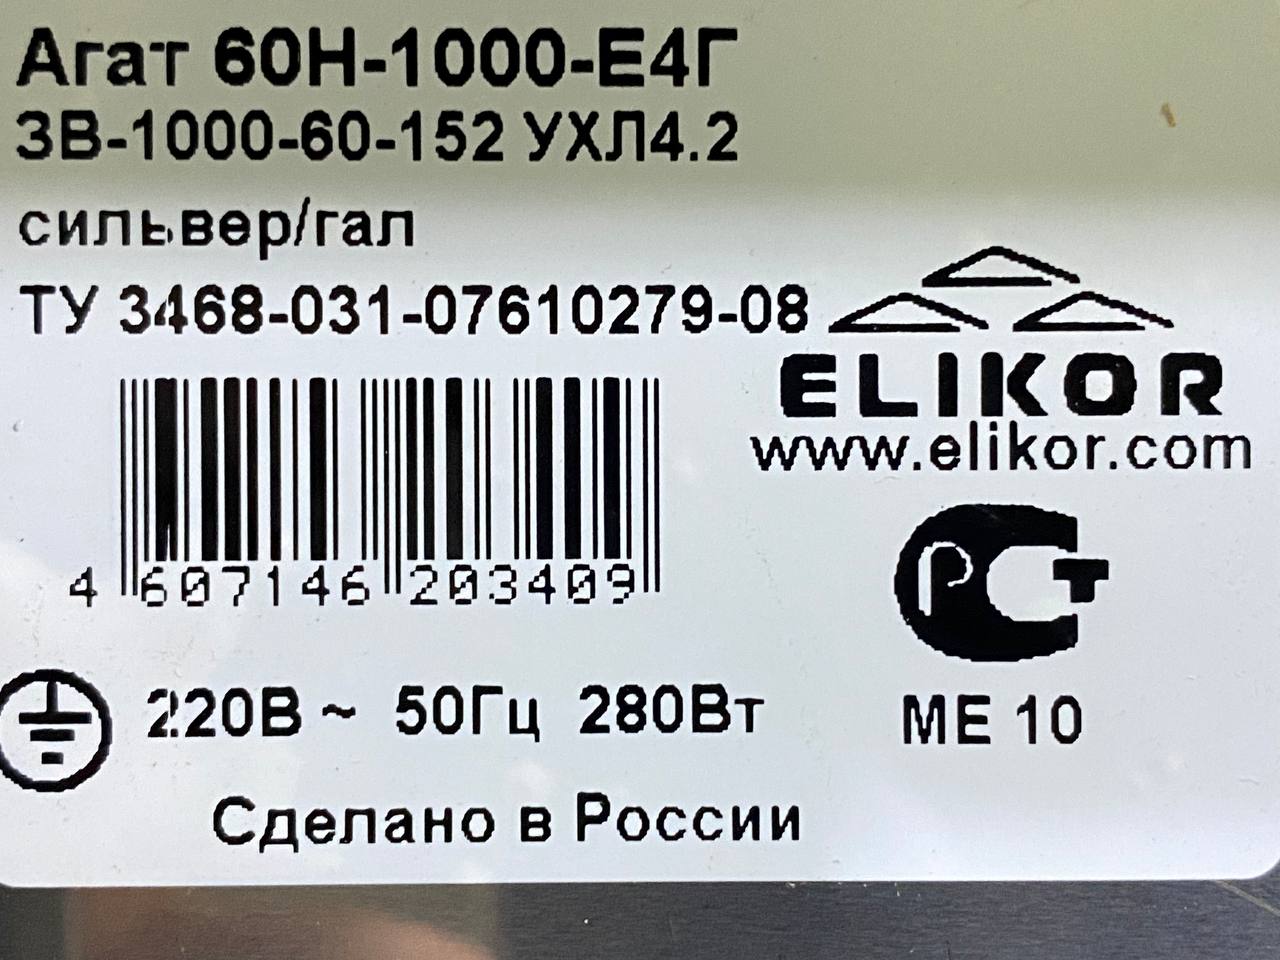 Агат 60Н-1000-Е4Г
ЗВ-1000-60-152 УХЛ4.2
сильвер/гал
ТУ 3468-031-07610279-08
ELIKOR
www.elikor.com
4 607146 203409
РСТ
МЕ 10
220В ~ 50Гц 280Вт
Сделано в России